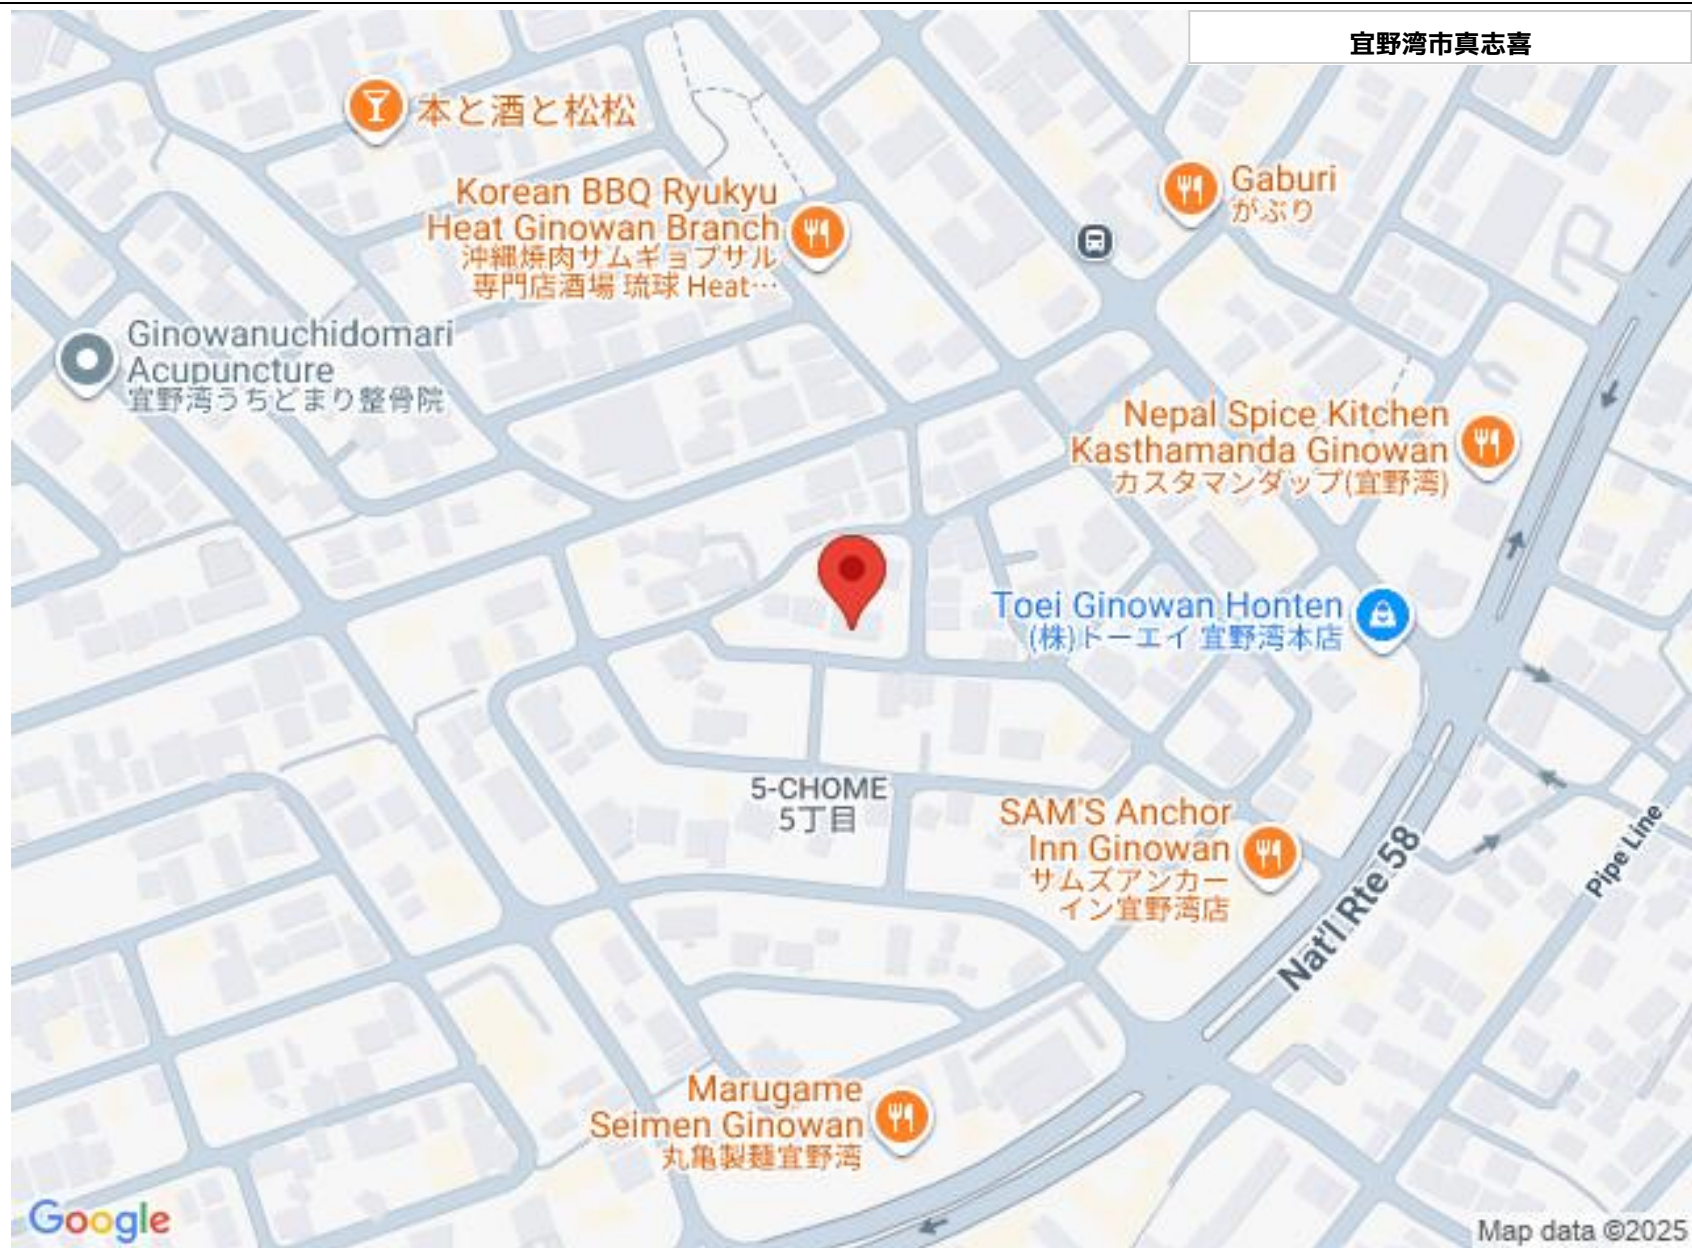 宜野湾市真志喜
本と酒と松松
Korean BBQ Ryukyu
Heat Ginowan Branch
沖縄焼肉サムギョプサル
専門店酒場 琉球 Heat…
Gaburi
がぶり
Ginowanuchidomari
Acupuncture
宜野湾うちどまり整骨院
Nepal Spice Kitchen
Kasthamanda Ginowan
カスタマンダップ(宜野湾)
Toei Ginowan Honten
(株)トーエイ 宜野湾本店
5-CHOME
5丁目
SAM'S Anchor
Inn Ginowan
サムズアンカー
イン宜野湾店
Nat'l Rte 58
Pipe Line
Marugame
Seimen Ginowan
丸亀製麺宜野湾
Google
Map data ©2025